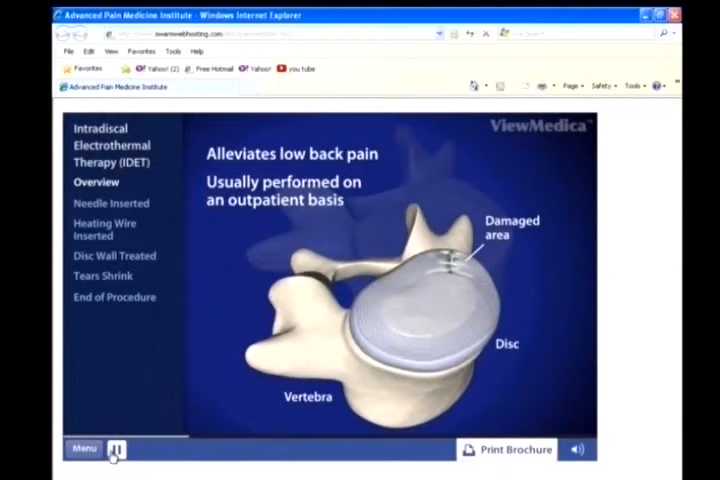 Advanced Pain Medicine Institute - Windows Internet Explorer
File Edit View Favorites Tools Help
Favorites Yahoo! (2) Free Hotmail Yahoo! you tube
Advanced Pain Medicine Institute
Page Safety Tools
ViewMedica™
Intradiscal
Electrothermal
Therapy (IDET)
Overview
Needle Inserted
Heating Wire
Inserted
Disc Wall Treated
Tears Shrink
End of Procedure
Alleviates low back pain
Usually performed on
an outpatient basis
Damaged
area
Disc
Vertebra
Menu
Print Brochure